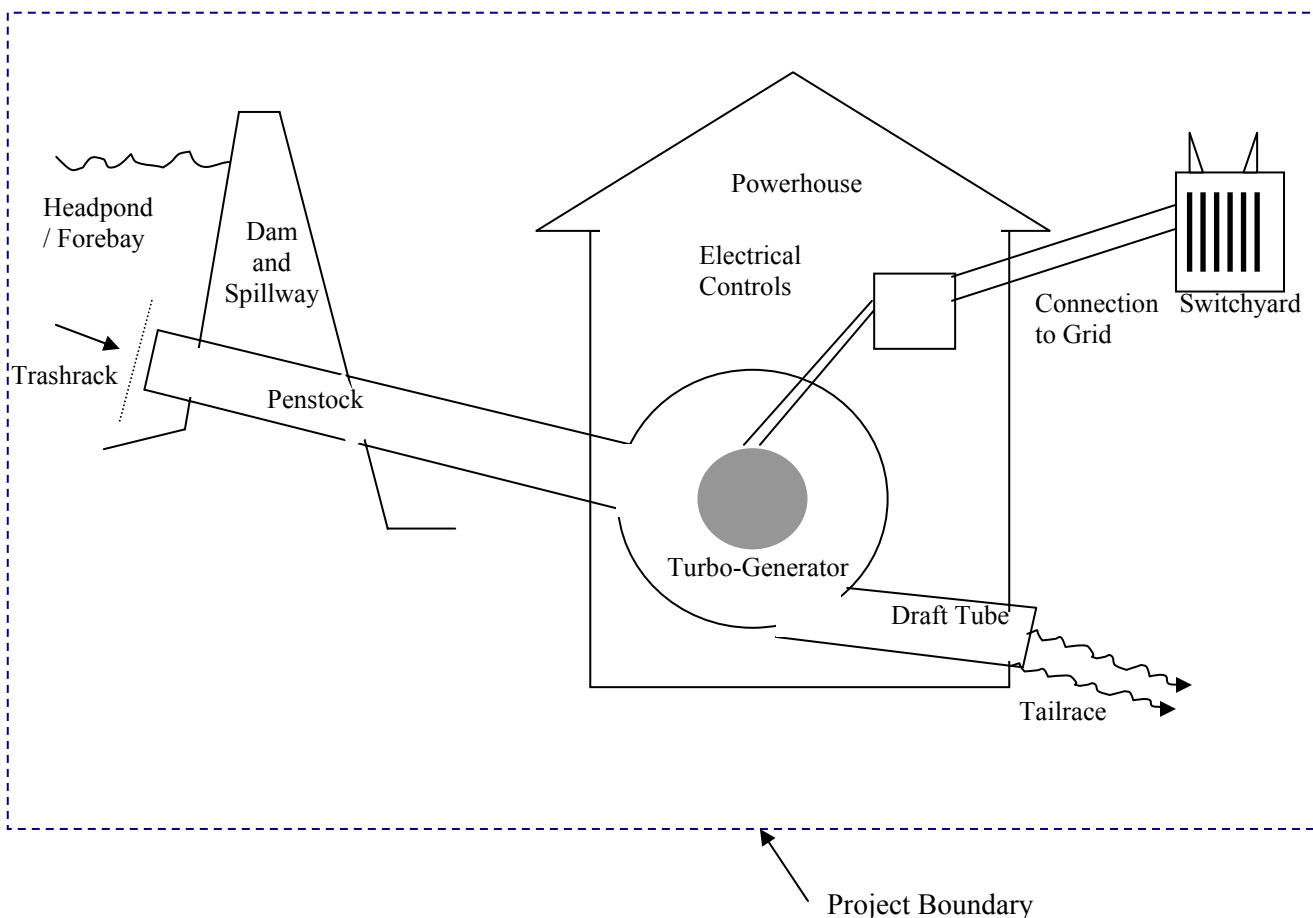 Powerhouse
Headpond
/ Forebay
Dam
and
Spillway
Electrical
Controls
Connection
to Grid
Switchyard
Trashrack
Penstock
Turbo-Generator
Draft Tube
Tailrace
Project Boundary